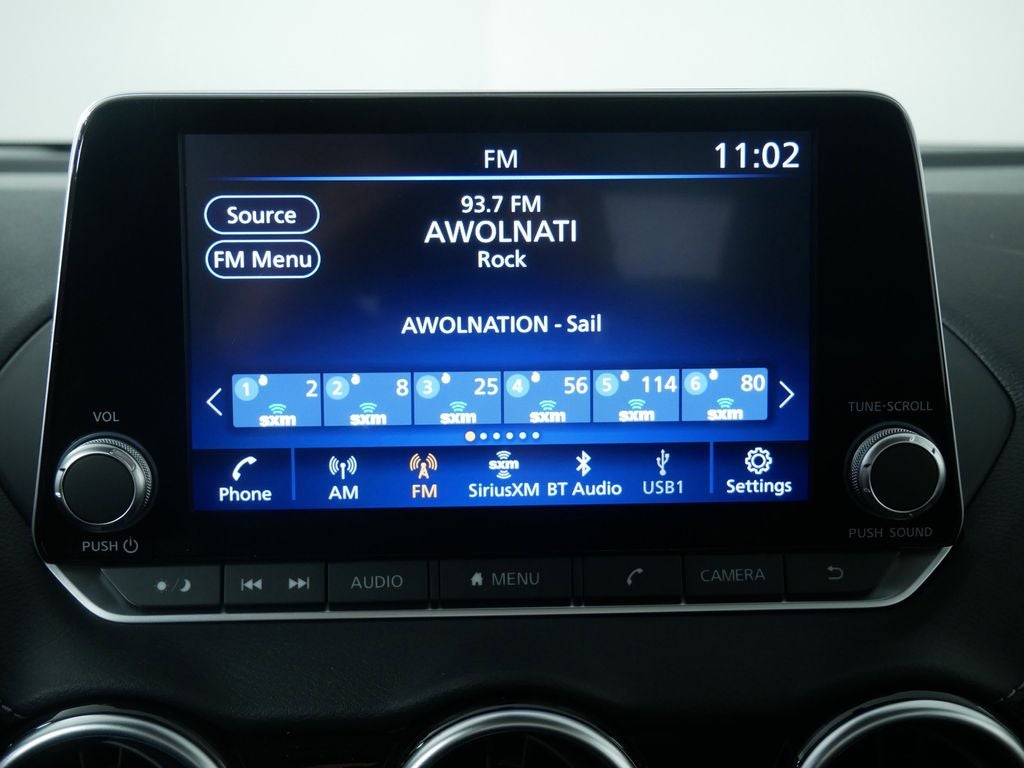 FM
11:02
Source
93.7 FM
AWOLNATI
FM Menu
Rock
AWOLNATION - Sail
1 2 sxm
2 8 sxm
3 25 sxm
4 56 sxm
5 114 sxm
6 80 sxm
VOL
TUNE·SCROLL
Phone
AM
FM
sxm
SiriusXM
BT Audio
USB1
Settings
PUSH
PUSH SOUND
AUDIO
MENU
CAMERA